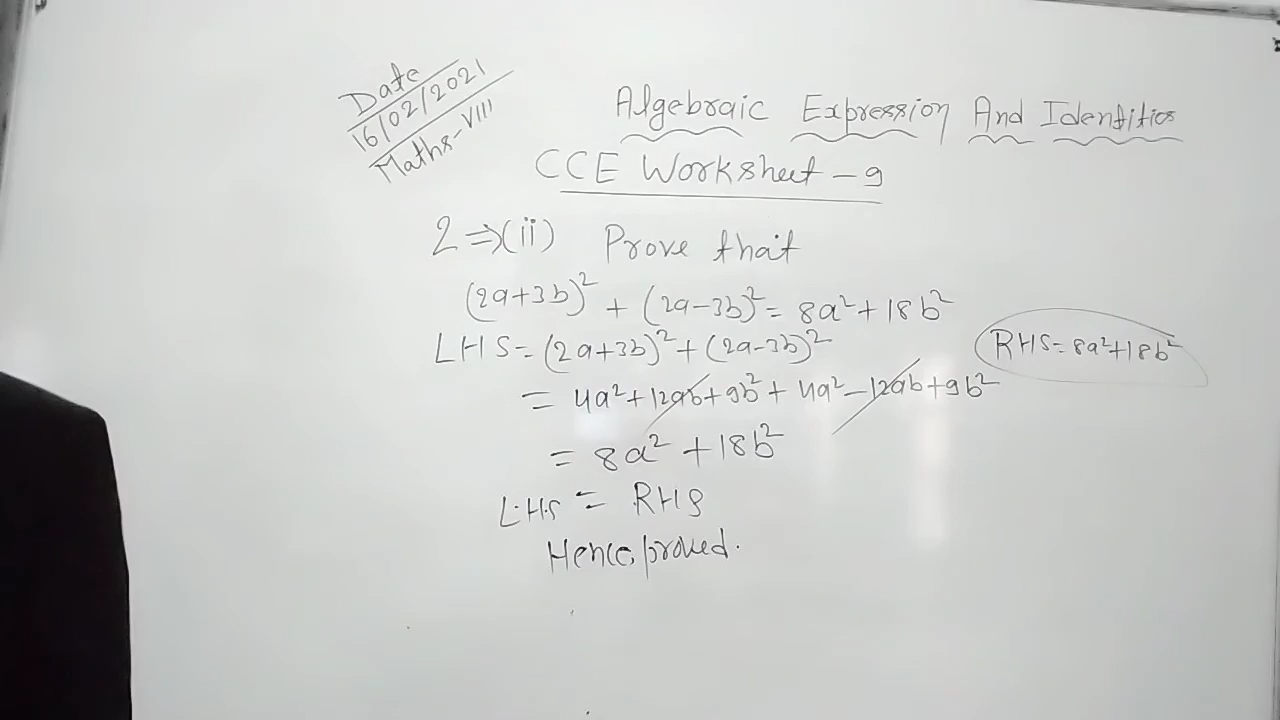 Date
16/02/2021
Maths-VIII
Algebraic Expression And Identities
CCE Worksheet - 9
2 ⇒ (ii) Prove that
(2a+3b)² + (2a-3b)² = 8a² + 18b²
LHS = (2a+3b)² + (2a-3b)²
RHS = 8a²+18b²
= 4a² + 12ab + 9b² + 4a² - 12ab + 9b²
= 8a² + 18b²
L.H.S = RHS
Hence, proved.